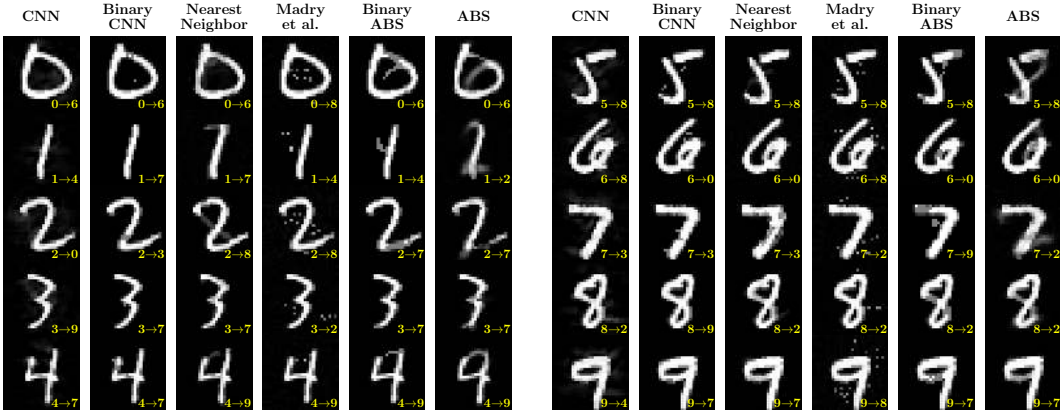 CNN Binary CNN Nearest Neighbor Madry et al. Binary ABS ABS CNN Binary CNN Nearest Neighbor Madry et al. Binary ABS ABS
0→6 0→6 0→6 0→8 0→6 0→6 5→8 5→8 5→8 5→8 5→8 5→8
1→4 1→7 1→7 1→4 1→4 1→2 6→8 6→0 6→0 6→8 6→0 6→0
2→0 2→3 2→8 2→8 2→7 2→7 7→3 7→3 7→3 7→2 7→9 7→2
3→9 3→7 3→7 3→2 3→7 3→7 8→2 8→9 8→2 8→2 8→2 8→2
4→7 4→7 4→9 4→9 4→9 4→9 9→4 9→7 9→7 9→8 9→7 9→7